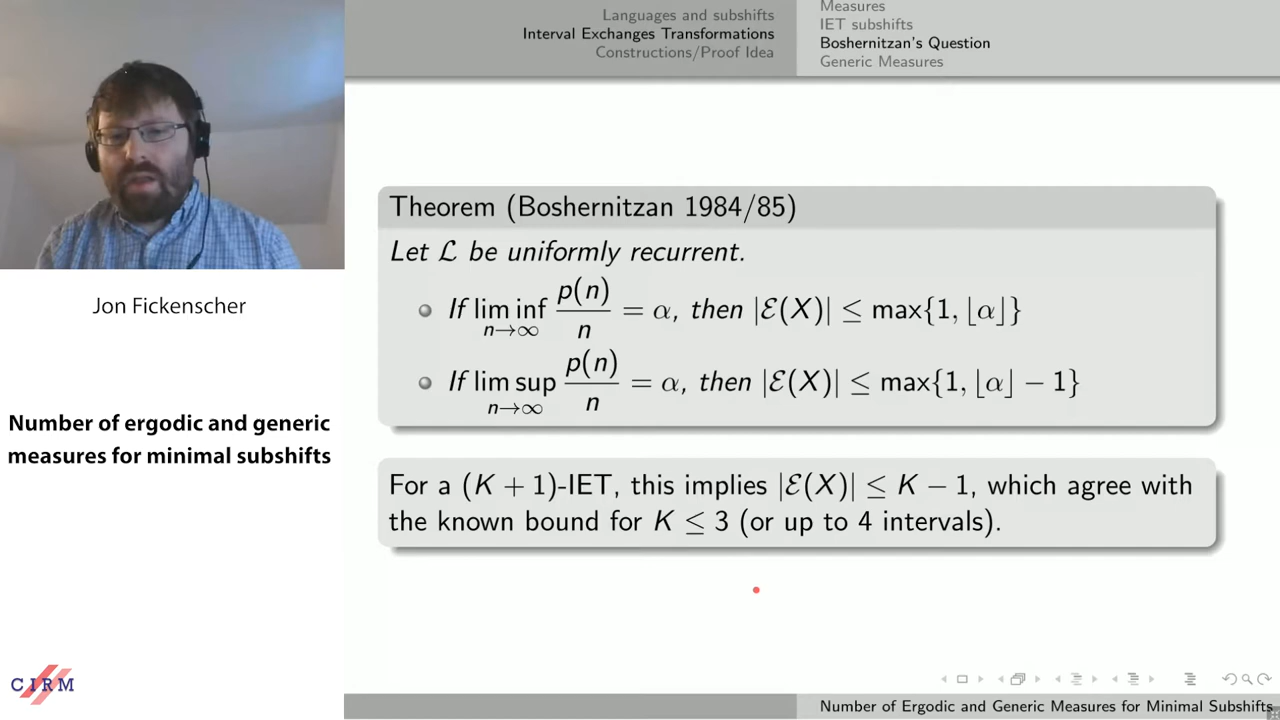 Languages and subshifts
Interval Exchanges Transformations
Constructions/Proof Idea
Measures
IET subshifts
Boshernitzan's Question
Generic Measures
Jon Fickenscher
Number of ergodic and generic
measures for minimal subshifts
CIRM
Theorem (Boshernitzan 1984/85)
Let ℒ be uniformly recurrent.
If lim inf_{n→∞} p(n)/n = α, then |ℰ(X)| ≤ max{1, ⌊α⌋}
If lim sup_{n→∞} p(n)/n = α, then |ℰ(X)| ≤ max{1, ⌊α⌋ − 1}
For a (K + 1)-IET, this implies |ℰ(X)| ≤ K − 1, which agree with
the known bound for K ≤ 3 (or up to 4 intervals).
Number of Ergodic and Generic Measures for Minimal Subshifts